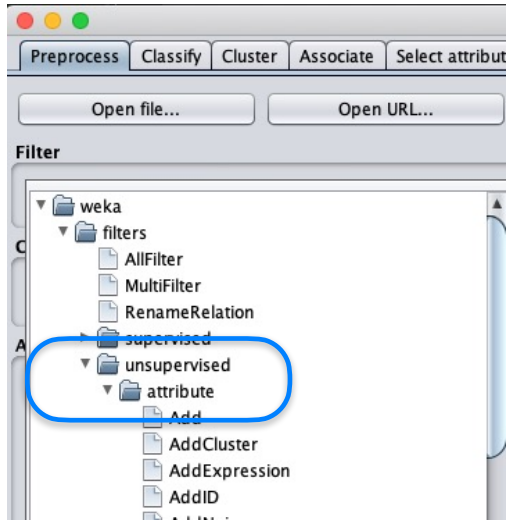 Preprocess Classify Cluster Associate Select attribut
Open file... Open URL...
Filter
weka
filters
AllFilter
MultiFilter
RenameRelation
supervised
unsupervised
attribute
Add
AddCluster
AddExpression
AddID